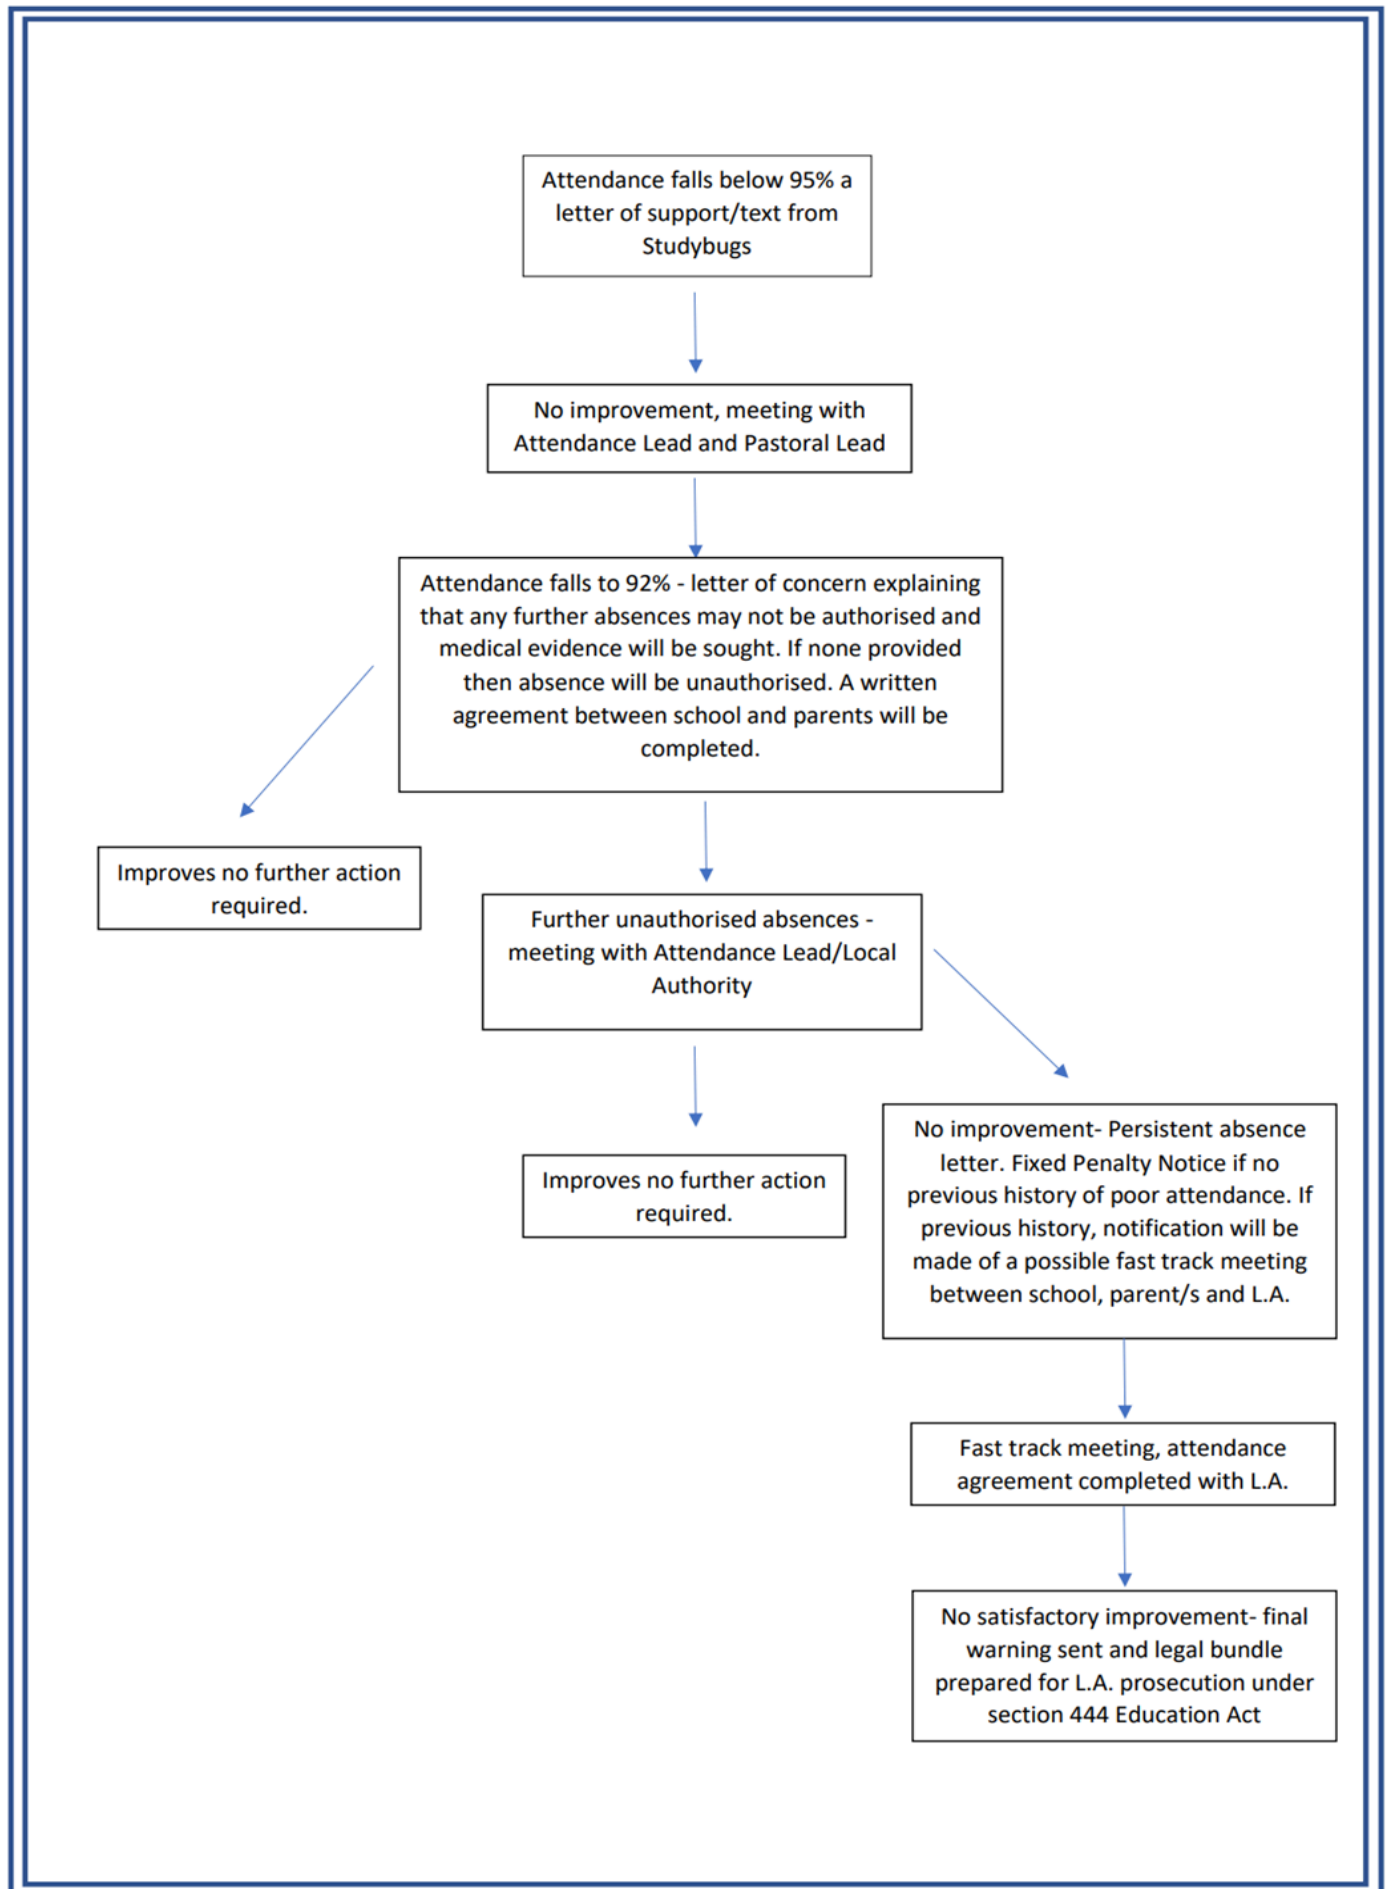 Attendance falls below 95% a
letter of support/text from
Studybugs
No improvement, meeting with
Attendance Lead and Pastoral Lead
Attendance falls to 92% - letter of concern explaining
that any further absences may not be authorised and
medical evidence will be sought. If none provided
then absence will be unauthorised. A written
agreement between school and parents will be
completed.
Improves no further action
required.
Further unauthorised absences -
meeting with Attendance Lead/Local
Authority
Improves no further action
required.
No improvement- Persistent absence
letter. Fixed Penalty Notice if no
previous history of poor attendance. If
previous history, notification will be
made of a possible fast track meeting
between school, parent/s and L.A.
Fast track meeting, attendance
agreement completed with L.A.
No satisfactory improvement- final
warning sent and legal bundle
prepared for L.A. prosecution under
section 444 Education Act